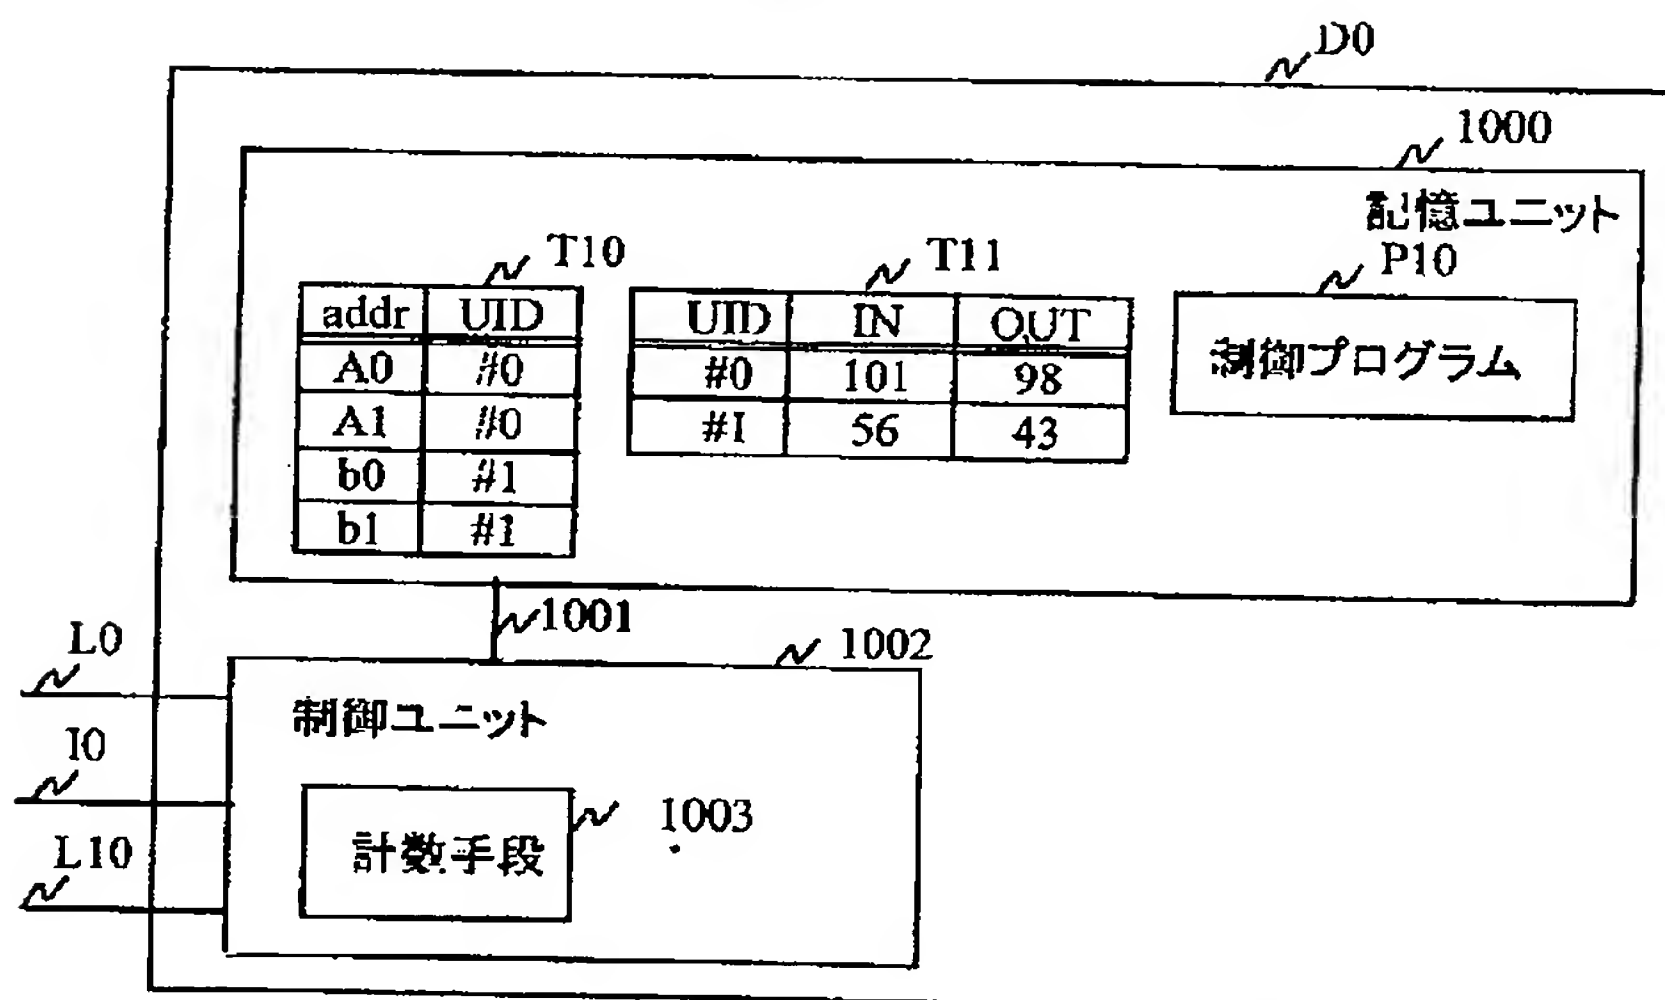 D0
1000
記憶ユニット
T10
T11
P10
addr UID
A0 #0
A1 #0
b0 #1
b1 #1
UID IN OUT
#0 101 98
#1 56 43
制御プログラム
1001
1002
L0
I0
L10
制御ユニット
計数手段
1003